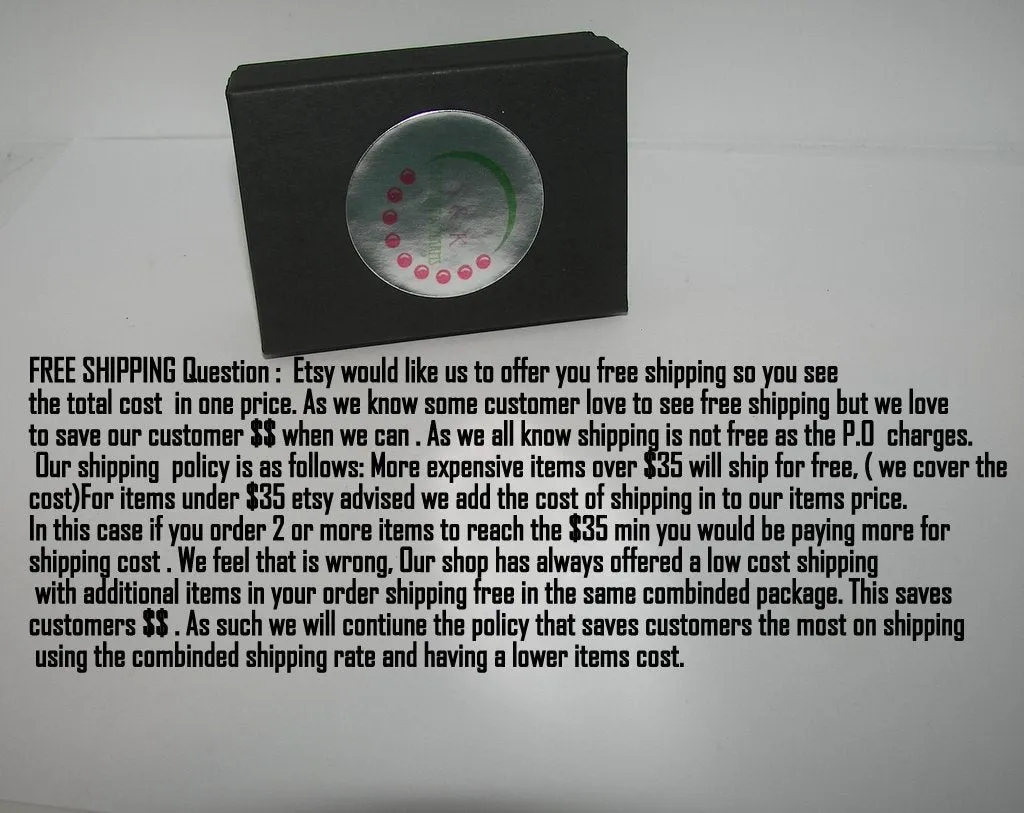 FREE SHIPPING Question : Etsy would like us to offer you free shipping so you see
the total cost in one price. As we know some customer love to see free shipping but we love
to save our customer $$ when we can . As we all know shipping is not free as the P.O charges.
Our shipping policy is as follows: More expensive items over $35 will ship for free, ( we cover the
cost)For items under $35 etsy advised we add the cost of shipping in to our items price.
In this case if you order 2 or more items to reach the $35 min you would be paying more for
shipping cost . We feel that is wrong, Our shop has always offered a low cost shipping
with additional items in your order shipping free in the same combinded package. This saves
customers $$ . As such we will contiune the policy that saves customers the most on shipping
using the combinded shipping rate and having a lower items cost.